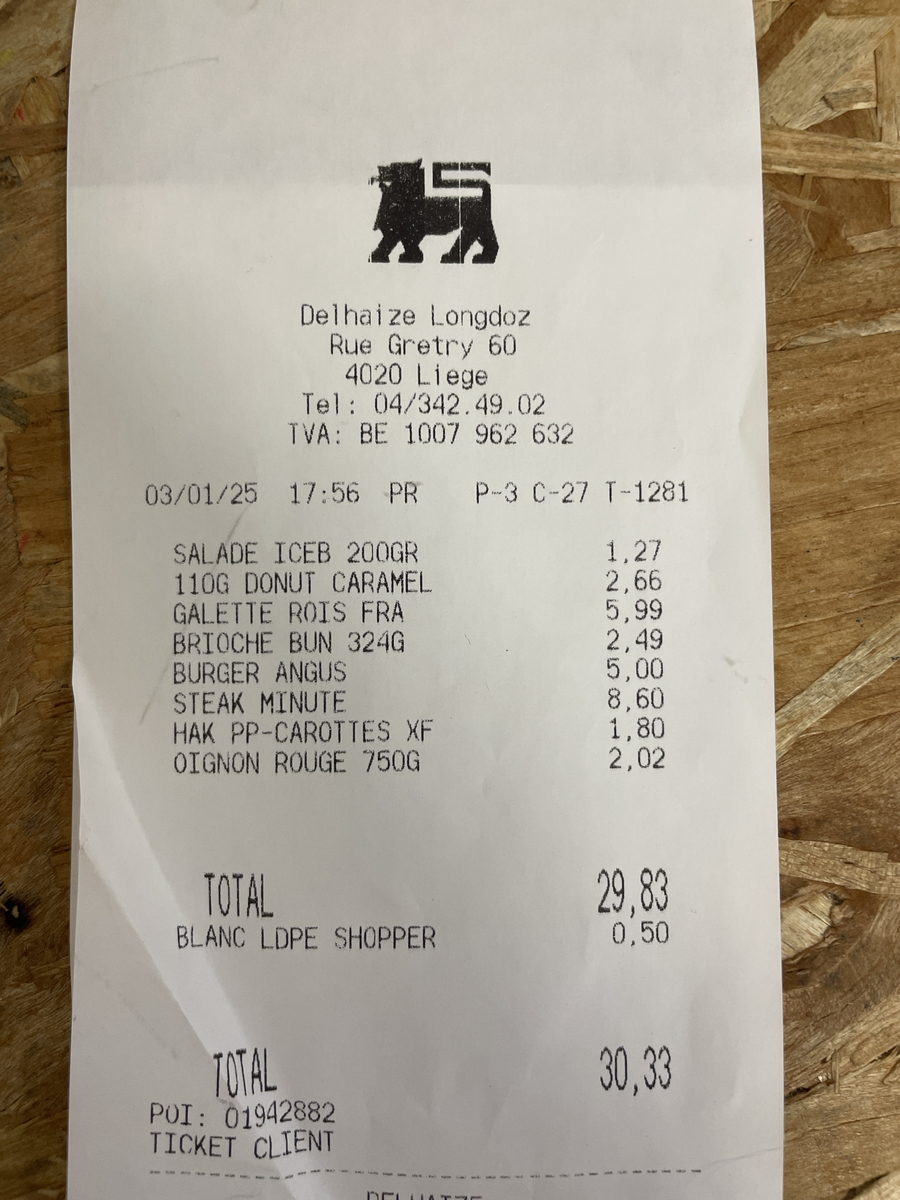 Delhaize Longdoz
Rue Gretry 60
4020 Liege
Tel: 04/342.49.02
TVA: BE 1007 962 632
03/01/25 17:56 PR P-3 C-27 T-1281
SALADE ICEB 200GR 1,27
110G DONUT CARAMEL 2,66
GALETTE ROIS FRA 5,99
BRIOCHE BUN 324G 2,49
BURGER ANGUS 5,00
STEAK MINUTE 8,60
HAK PP-CAROTTES XF 1,80
OIGNON ROUGE 750G 2,02
TOTAL 29,83
BLANC LDPE SHOPPER 0,50
TOTAL 30,33
POI: 01942882
TICKET CLIENT
DELHAIZE